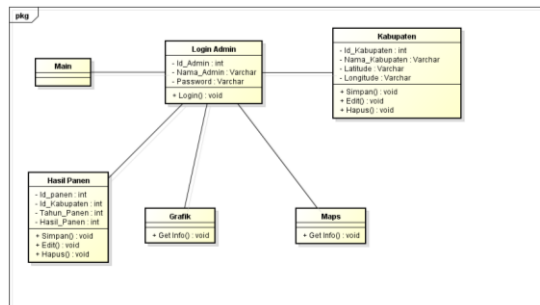 pkg
Main
Login Admin
- Id_Admin : int
- Nama_Admin : Varchar
- Password : Varchar
+ Login() : void
Kabupaten
- Id_Kabupaten : int
- Nama_Kabupaten : Varchar
- Latitude : Varchar
- Longitude : Varchar
+ Simpan() : void
+ Edit() : void
+ Hapus() : void
Hasil Panen
- Id_panen : int
- Id_Kabupaten : int
- Tahun_Panen : int
- Hasil_Panen : int
+ Simpan() : void
+ Edit() : void
+ Hapus() : void
Grafik
+ Get Info() : void
Maps
+ Get Info() : void